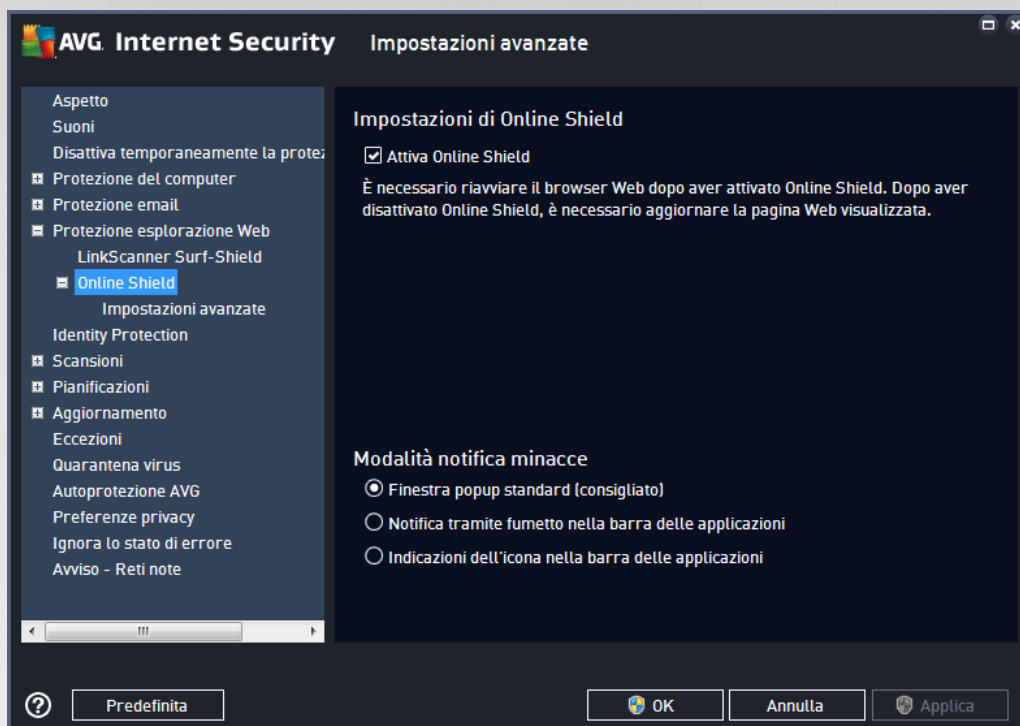 AVG Internet Security Impostazioni avanzate
Aspetto
Suoni
Disattiva temporaneamente la protez
Protezione del computer
Protezione email
Protezione esplorazione Web
LinkScanner Surf-Shield
Online Shield
Impostazioni avanzate
Identity Protection
Scansioni
Pianificazioni
Aggiornamento
Eccezioni
Quarantena virus
Autoprotezione AVG
Preferenze privacy
Ignora lo stato di errore
Avviso - Reti note
Impostazioni di Online Shield
Attiva Online Shield
È necessario riavviare il browser Web dopo aver attivato Online Shield. Dopo aver
disattivato Online Shield, è necessario aggiornare la pagina Web visualizzata.
Modalità notifica minacce
Finestra popup standard (consigliato)
Notifica tramite fumetto nella barra delle applicazioni
Indicazioni dell'icona nella barra delle applicazioni
? Predefinita OK Annulla Applica